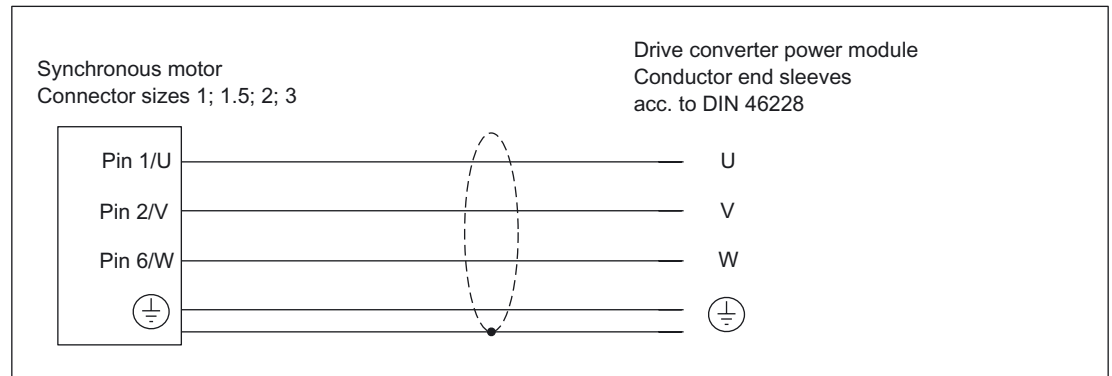 Synchronous motor
Connector sizes 1; 1.5; 2; 3
Drive converter power module
Conductor end sleeves
acc. to DIN 46228
Pin 1/U
U
Pin 2/V
V
Pin 6/W
W